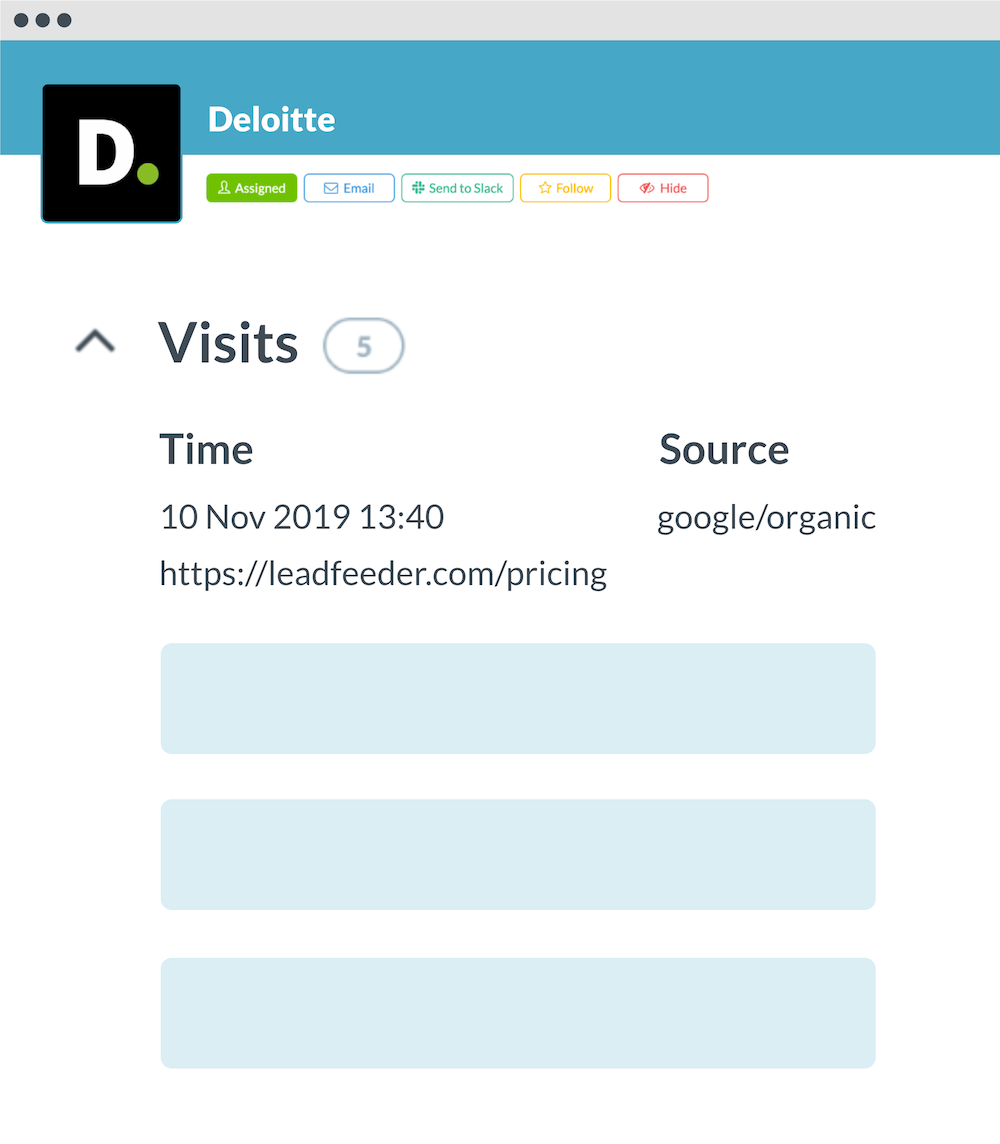 Deloitte
D.
Assigned Email Send to Slack Follow Hide
Visits 5
Time Source
10 Nov 2019 13:40 google/organic
https://leadfeeder.com/pricing